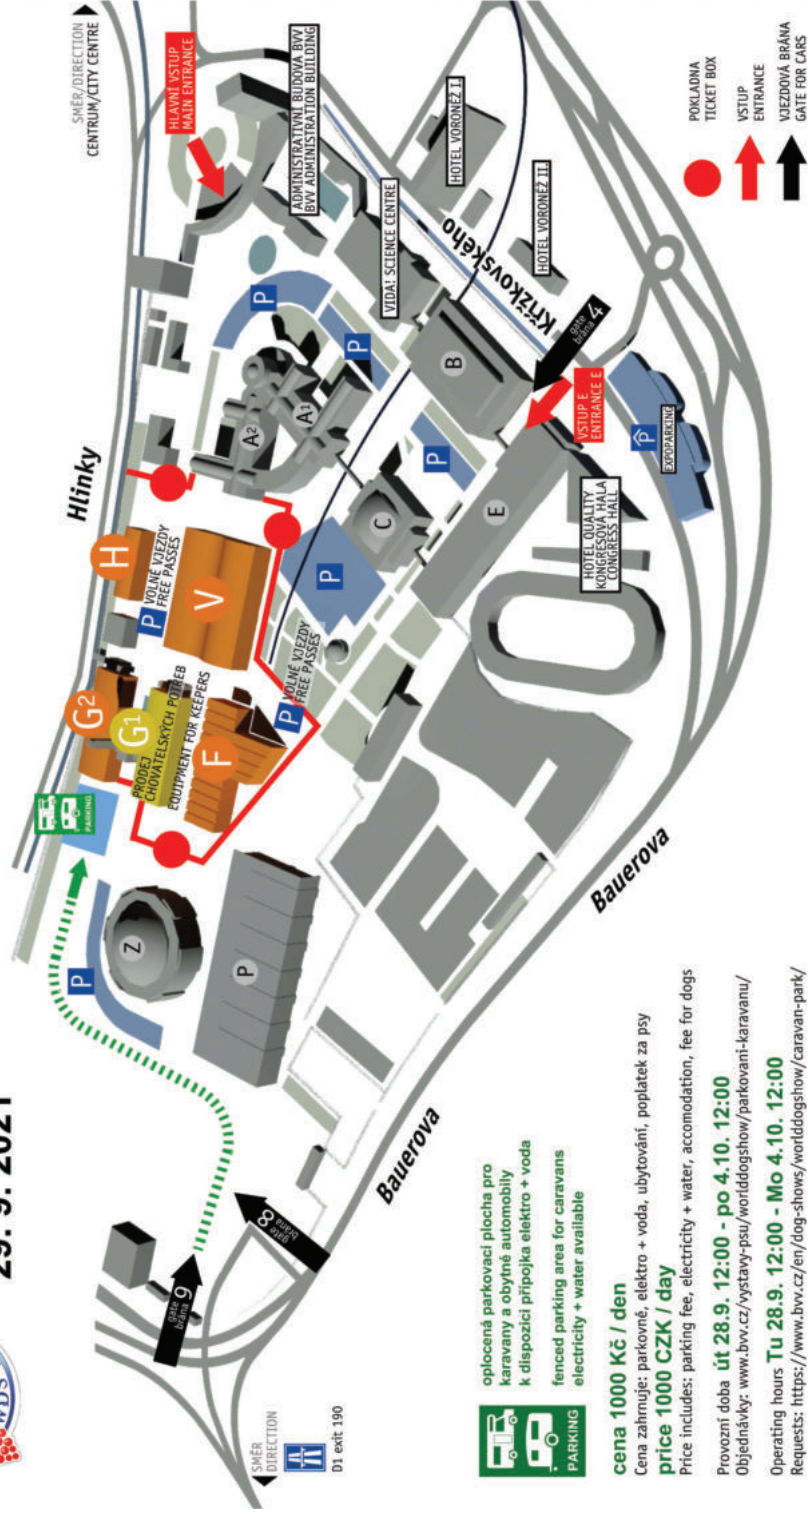 29. 9. 2021
WDS
SMĚR/DIRECTION
CENTRUM/CITY CENTRE
HLAVNÍ VSTUP
MAIN ENTRANCE
ADMINISTRATIVNÍ BUDOVA BVV
BVV ADMINISTRATION BUILDING
Hlinky
VIDA! SCIENCE CENTRE
HOTEL VORONĚŽ I.
HOTEL VORONĚŽ II.
Křížkovského
gate
brána 4
VSTUP E
ENTRANCE E
EXPOPARKING
P
HOTEL QUALITY
KONGRESOVÁ HALA
CONGRESS HALL
P
P
P
P
A2
A1
B
C
E
H
P VOLNÉ VJEZDY
FREE PASSES
V
G2
G1
PRODEJ
CHOVATELSKÝCH POTŘEB
EQUIPMENT FOR KEEPERS
F
P VOLNÉ VJEZDY
FREE PASSES
PARKING
P
Z
P
Bauerova
Bauerova
gate
brána 8
gate
brána 9
SMĚR
DIRECTION
D1 exit 190
POKLADNA
TICKET BOX
VSTUP
ENTRANCE
VJEZDOVÁ BRÁNA
GATE FOR CARS
PARKING
oplocená parkovací plocha pro
karavany a obytné automobily
k dispozici přípojka elektro + voda
fenced parking area for caravans
electricity + water available
cena 1000 Kč / den
Cena zahrnuje: parkovné, elektro + voda, ubytování, poplatek za psy
price 1000 CZK / day
Price includes: parking fee, electricity + water, accomodation, fee for dogs
Provozní doba út 28.9. 12:00 - po 4.10. 12:00
Objednávky: www.bvv.cz/vystavy-psu/worlddogshow/parkovani-karavanu/
Operating hours Tu 28.9. 12:00 - Mo 4.10. 12:00
Requests: https://www.bvv.cz/en/dog-shows/worlddogshow/caravan-park/